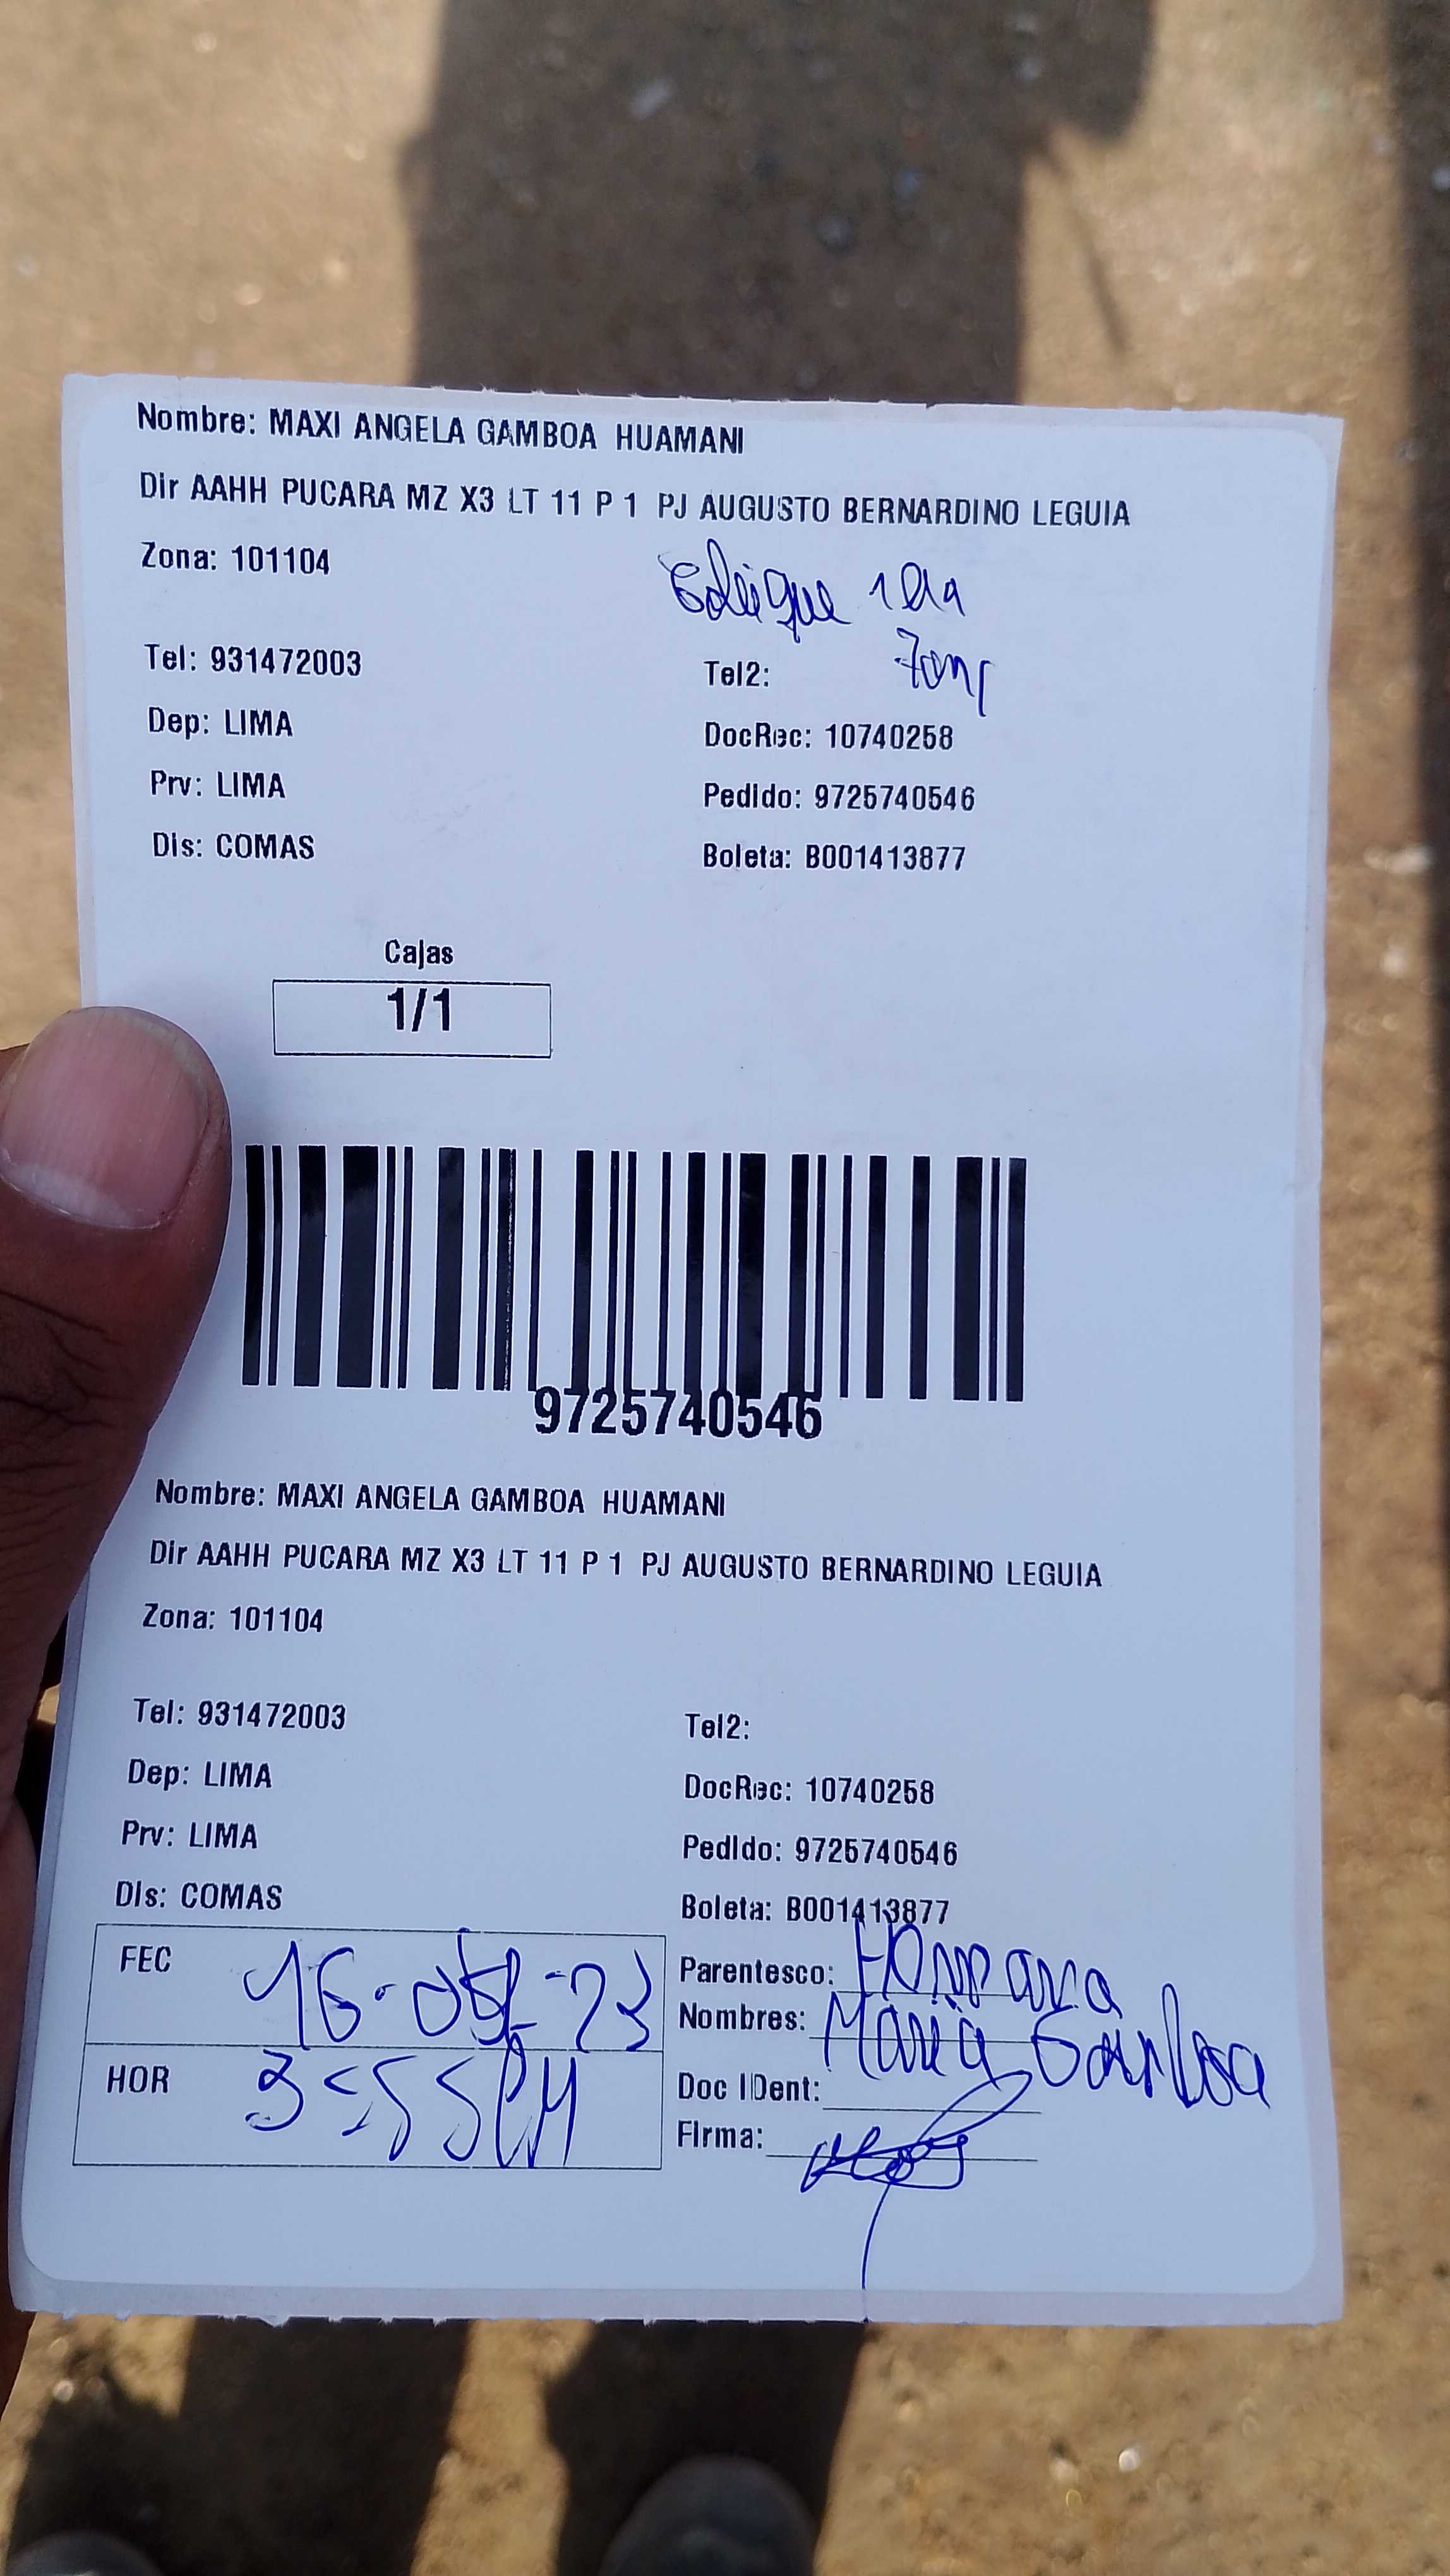 Nombre: MAXI ANGELA GAMBOA HUAMANI
Dir AAHH PUCARA MZ X3 LT 11 P 1 PJ AUGUSTO BERNARDINO LEGUIA
Zona: 101104
Tel: 931472003
Tel2:
Dep: LIMA
DocRec: 10740258
Prv: LIMA
Pedido: 9725740546
Dis: COMAS
Boleta: B001413877
Cajas
1/1
9725740546
Nombre: MAXI ANGELA GAMBOA HUAMANI
Dir AAHH PUCARA MZ X3 LT 11 P 1 PJ AUGUSTO BERNARDINO LEGUIA
Zona: 101104
Tel: 931472003
Tel2:
Dep: LIMA
DocRec: 10740258
Prv: LIMA
Pedido: 9725740546
Dis: COMAS
Boleta: B001413877
FEC
Parentesco:
Nombres: Maria Gamboa
HOR
Doc IDent:
Firma: